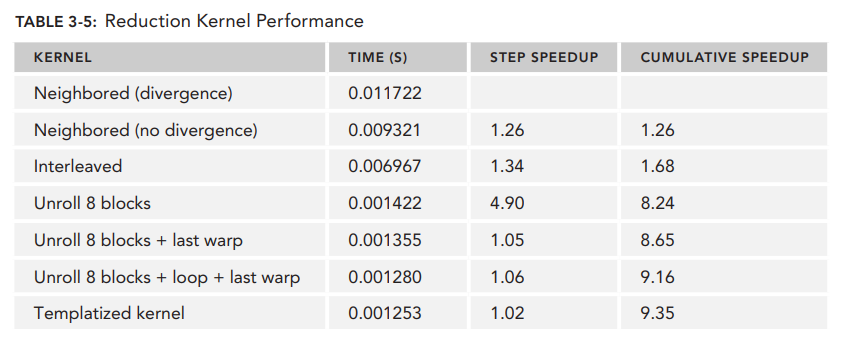 TABLE 3-5: Reduction Kernel Performance
KERNEL TIME (S) STEP SPEEDUP CUMULATIVE SPEEDUP
Neighbored (divergence) 0.011722
Neighbored (no divergence) 0.009321 1.26 1.26
Interleaved 0.006967 1.34 1.68
Unroll 8 blocks 0.001422 4.90 8.24
Unroll 8 blocks + last warp 0.001355 1.05 8.65
Unroll 8 blocks + loop + last warp 0.001280 1.06 9.16
Templatized kernel 0.001253 1.02 9.35